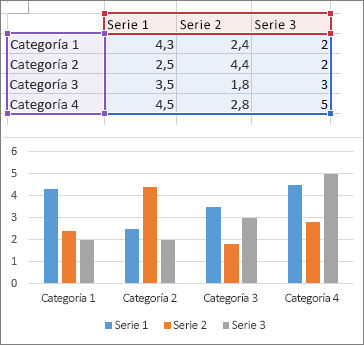 Serie 1 Serie 2 Serie 3
Categoría 1 4,3 2,4 2
Categoría 2 2,5 4,4 2
Categoría 3 3,5 1,8 3
Categoría 4 4,5 2,8 5
6
5
4
3
2
1
0
Categoría 1 Categoría 2 Categoría 3 Categoría 4
Serie 1 Serie 2 Serie 3